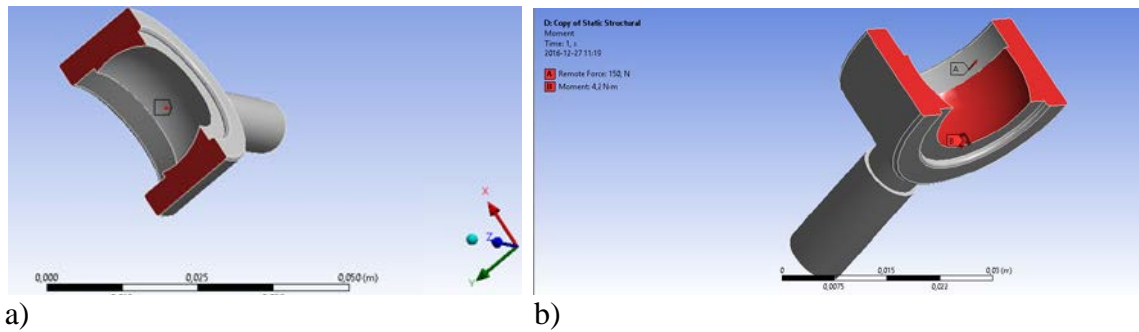 X
Z
Y
0,000 0,025 0,050 (m)
a)
D: Copy of Static Structural
Moment
Time: 1, s
2016-12-27 11:19
A Remote Force: 150, N
B Moment: 4,2 N·m
A
B
0 0,015 0,03 (m)
0,0075 0,022
b)